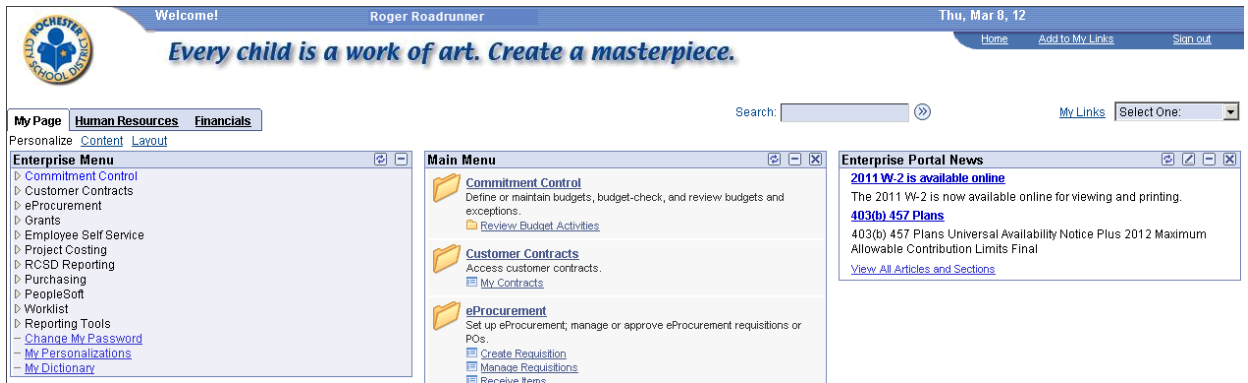 ROCHESTER
CITY SCHOOL DISTRICT
Welcome!
Roger Roadrunner
Thu, Mar 8, 12
Every child is a work of art. Create a masterpiece.
Home Add to My Links Sign out
My Page Human Resources Financials
Search:
My Links Select One:
Personalize Content Layout
Enterprise Menu
Commitment Control
Customer Contracts
eProcurement
Grants
Employee Self Service
Project Costing
RCSD Reporting
Purchasing
PeopleSoft
Worklist
Reporting Tools
Change My Password
My Personalizations
My Dictionary
Main Menu
Commitment Control
Define or maintain budgets, budget-check, and review budgets and
exceptions.
Review Budget Activities
Customer Contracts
Access customer contracts.
My Contracts
eProcurement
Set up eProcurement; manage or approve eProcurement requisitions or
POs.
Create Requisition
Manage Requisitions
Receive Items
Enterprise Portal News
2011 W-2 is available online
The 2011 W-2 is now available online for viewing and printing.
403(b) 457 Plans
403(b) 457 Plans Universal Availability Notice Plus 2012 Maximum
Allowable Contribution Limits Final
View All Articles and Sections